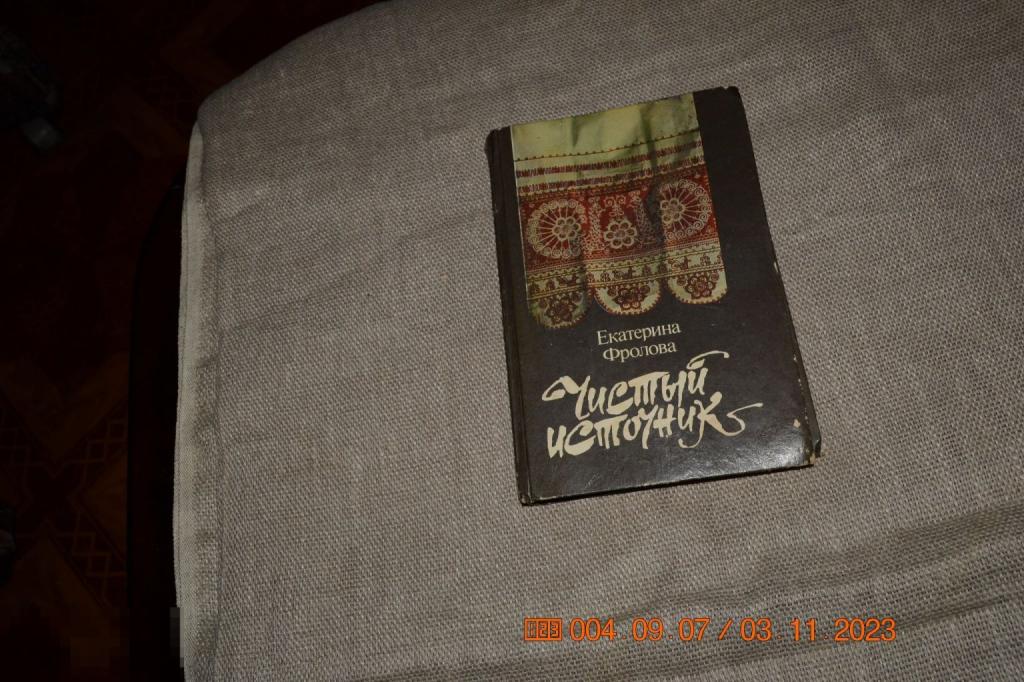 Екатерина
Фролова
Чистый
источник
004 09 07 / 03 11 2023